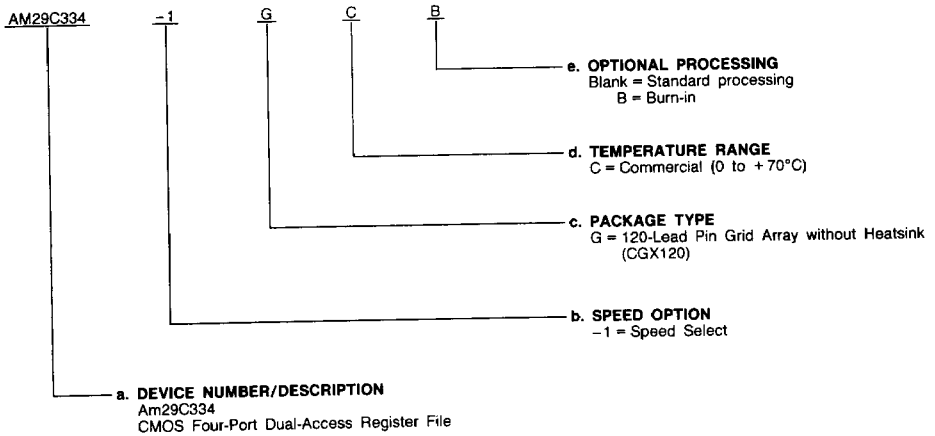 AM29C334 -1 G C B
e. OPTIONAL PROCESSING
Blank = Standard processing
B = Burn-in
d. TEMPERATURE RANGE
C = Commercial (0 to +70°C)
c. PACKAGE TYPE
G = 120-Lead Pin Grid Array without Heatsink
(CGX120)
b. SPEED OPTION
-1 = Speed Select
a. DEVICE NUMBER/DESCRIPTION
Am29C334
CMOS Four-Port Dual-Access Register File